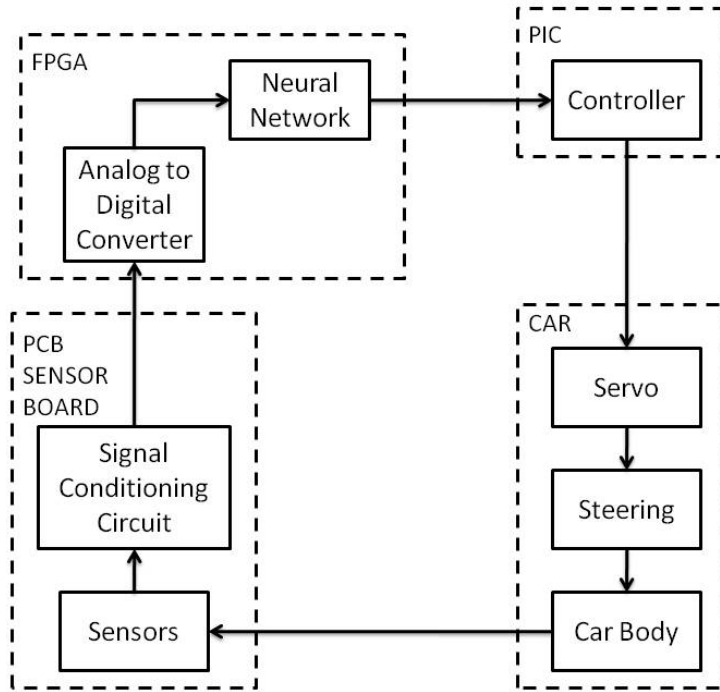 FPGA
Neural
Network
Analog to
Digital
Converter
PIC
Controller
PCB
SENSOR
BOARD
Signal
Conditioning
Circuit
Sensors
CAR
Servo
Steering
Car Body